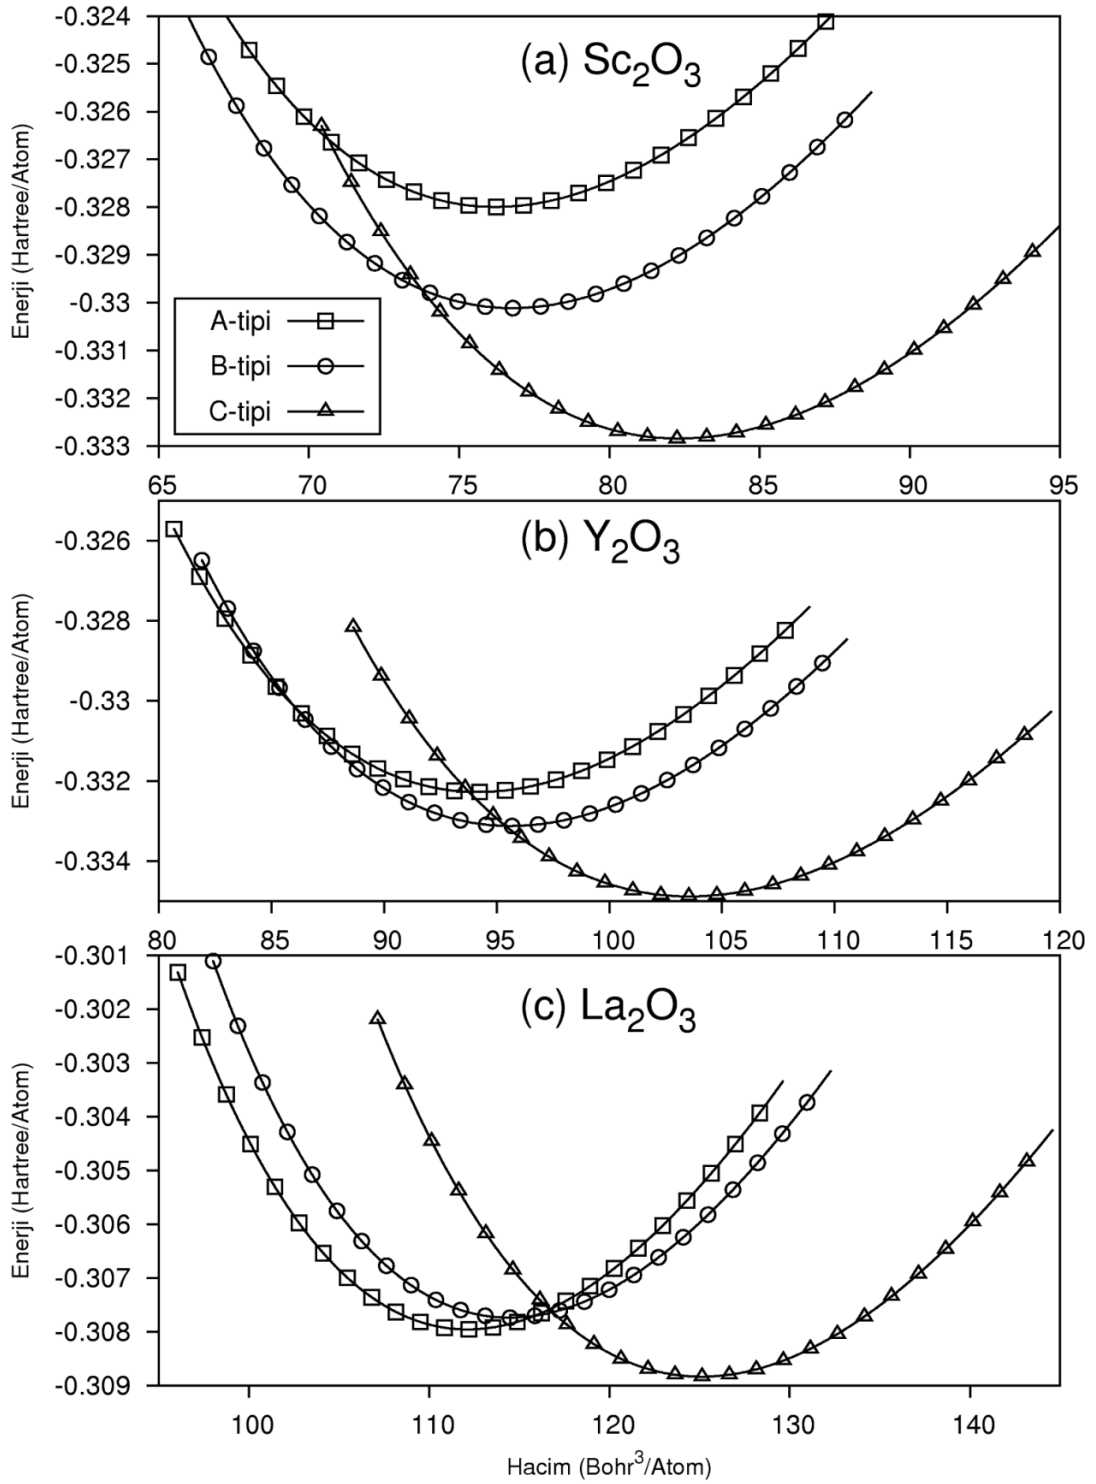 (a) Sc2O3
Enerji (Hartree/Atom)
-0.324
-0.325
-0.326
-0.327
-0.328
-0.329
-0.33
-0.331
-0.332
-0.333
A-tipi
B-tipi
C-tipi
65 70 75 80 85 90 95
(b) Y2O3
Enerji (Hartree/Atom)
-0.326
-0.328
-0.33
-0.332
-0.334
80 85 90 95 100 105 110 115 120
(c) La2O3
Enerji (Hartree/Atom)
-0.301
-0.302
-0.303
-0.304
-0.305
-0.306
-0.307
-0.308
-0.309
100 110 120 130 140
Hacim (Bohr3/Atom)